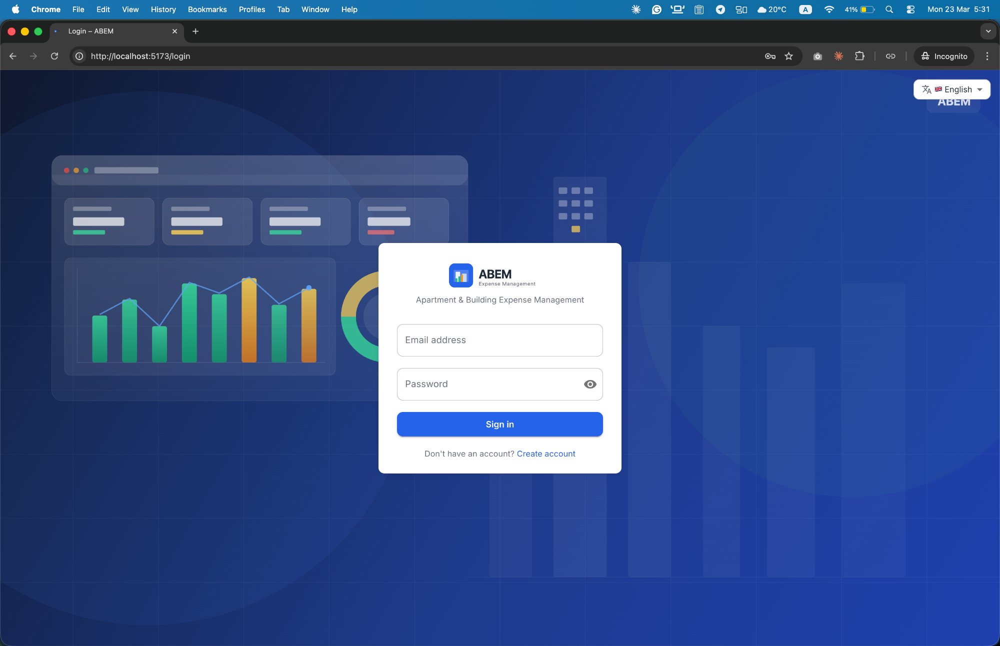 Chrome File Edit View History Bookmarks Profiles Tab Window Help 20°C A 41% Mon 23 Mar 5:31
Login – ABEM
http://localhost:5173/login Incognito
English
ABEM
ABEM
Expense Management
Apartment & Building Expense Management
Email address
Password
Sign in
Don't have an account? Create account